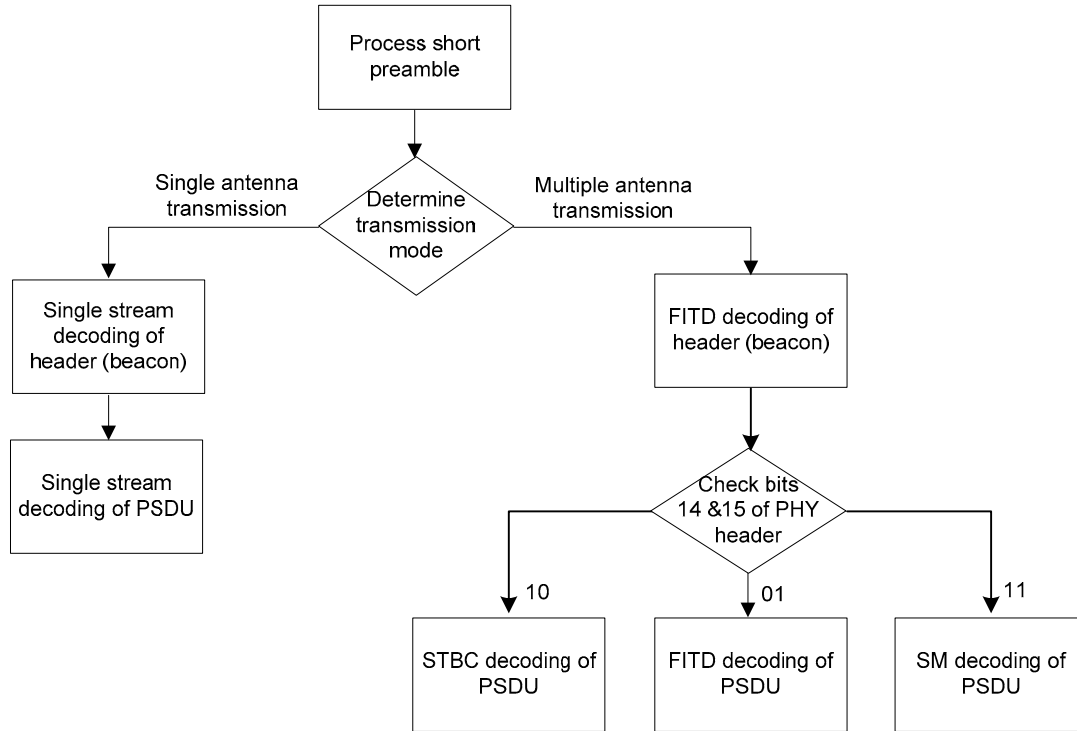 Process short
preamble
Single antenna
transmission
Determine
transmission
mode
Multiple antenna
transmission
Single stream
decoding of
header (beacon)
FITD decoding of
header (beacon)
Single stream
decoding of PSDU
Check bits
14 &15 of PHY
header
10
01
11
STBC decoding of
PSDU
FITD decoding of
PSDU
SM decoding of
PSDU